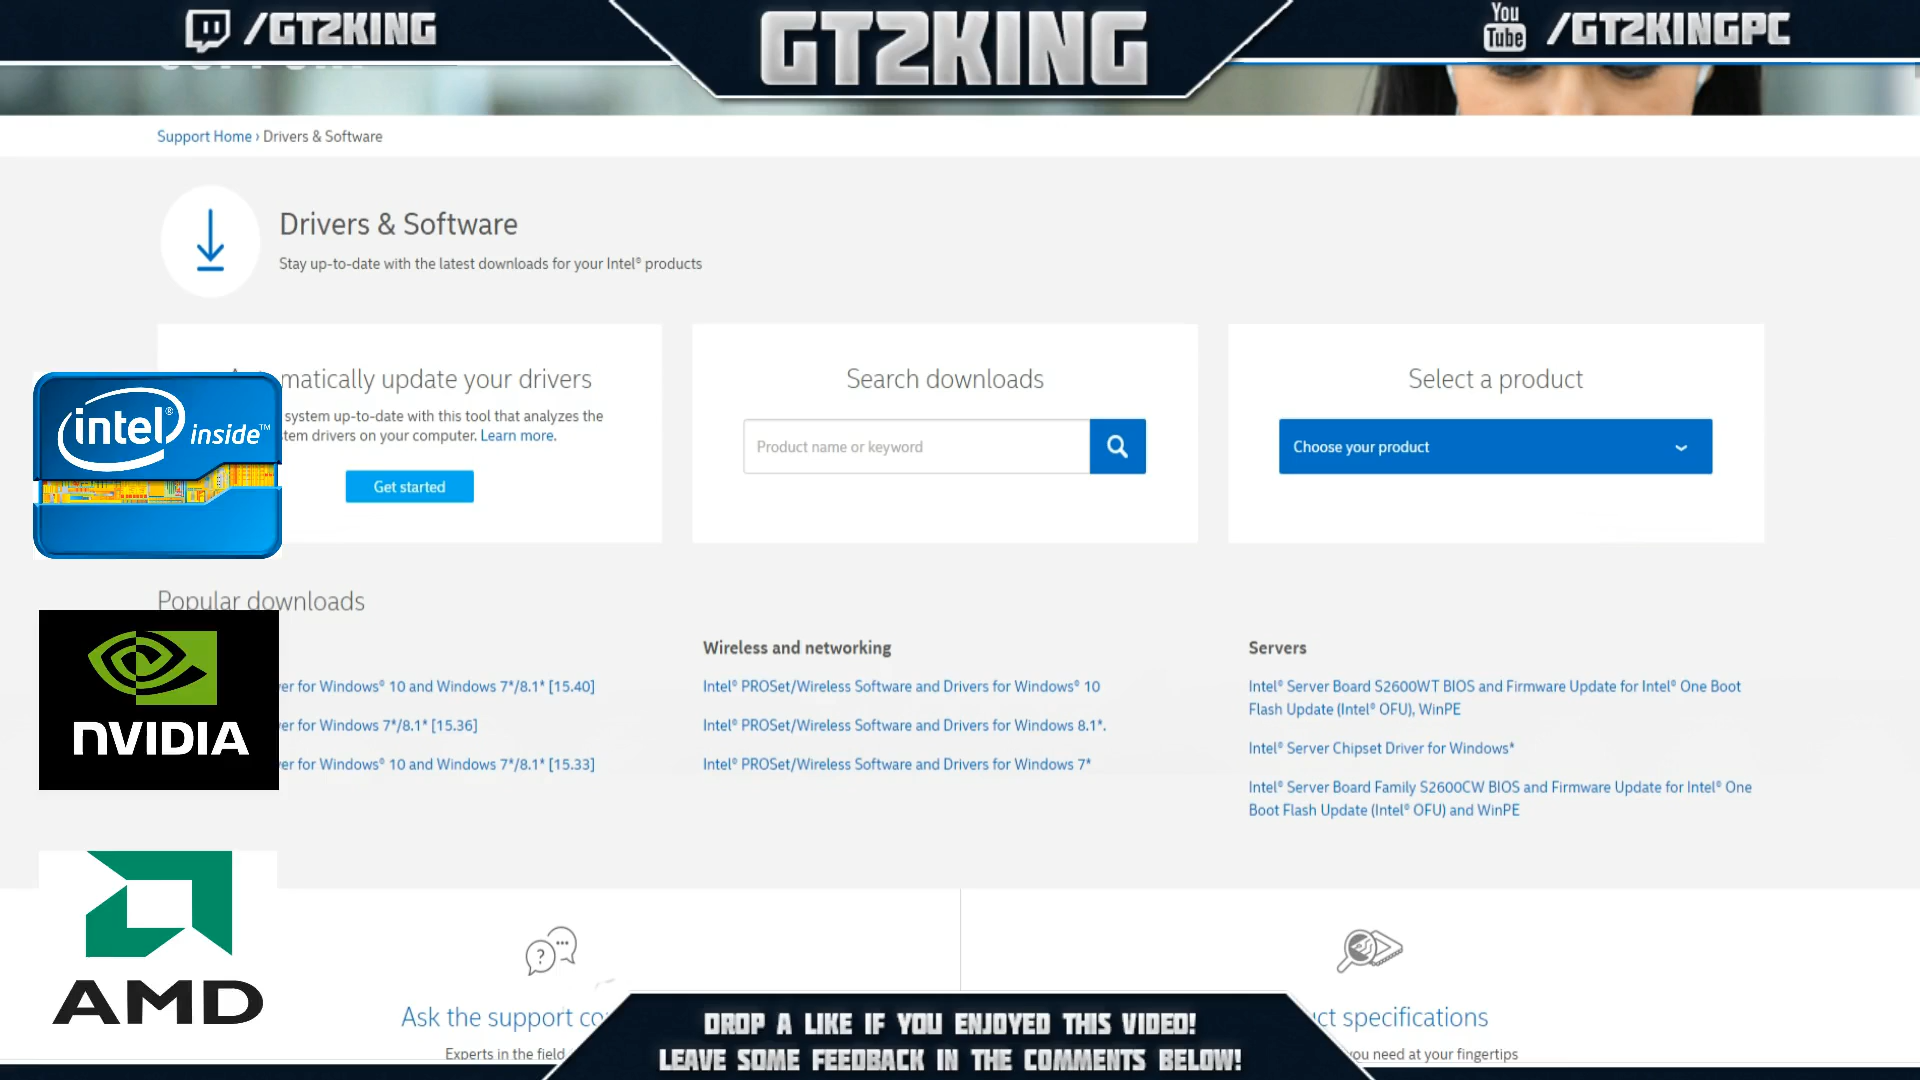 /GT2KING
GT2KING
You
Tube
/GT2KINGPC
Support Home › Drivers & Software
Drivers & Software
Stay up-to-date with the latest downloads for your Intel® products
matically update your drivers
system up-to-date with this tool that analyzes the
tem drivers on your computer. Learn more.
Get started
Search downloads
Product name or keyword
Select a product
Choose your product
intel® inside™
Popular downloads
er for Windows® 10 and Windows 7*/8.1* [15.40]
er for Windows 7*/8.1* [15.36]
er for Windows® 10 and Windows 7*/8.1* [15.33]
nVIDIA
Wireless and networking
Intel® PROSet/Wireless Software and Drivers for Windows® 10
Intel® PROSet/Wireless Software and Drivers for Windows 8.1*.
Intel® PROSet/Wireless Software and Drivers for Windows 7*
Servers
Intel® Server Board S2600WT BIOS and Firmware Update for Intel® One Boot
Flash Update (Intel® OFU), WinPE
Intel® Server Chipset Driver for Windows*
Intel® Server Board Family S2600CW BIOS and Firmware Update for Intel® One
Boot Flash Update (Intel® OFU) and WinPE
AMD
Ask the support co
Experts in the field
ct specifications
you need at your fingertips
DROP A LIKE IF YOU ENJOYED THIS VIDEO!
LEAVE SOME FEEDBACK IN THE COMMENTS BELOW!